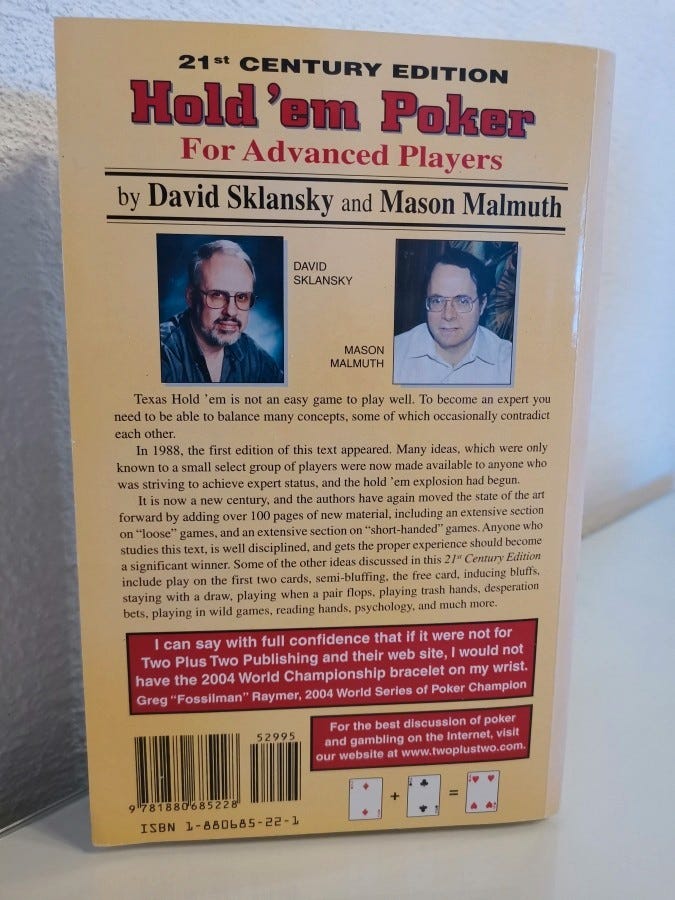 21st CENTURY EDITION
Hold 'em Poker
For Advanced Players
by David Sklansky and Mason Malmuth
DAVID
SKLANSKY
MASON
MALMUTH
Texas Hold 'em is not an easy game to play well. To become an expert you
need to be able to balance many concepts, some of which occasionally contradict
each other.
In 1988, the first edition of this text appeared. Many ideas, which were only
known to a small select group of players were now made available to anyone who
was striving to achieve expert status, and the hold 'em explosion had begun.
It is now a new century, and the authors have again moved the state of the art
forward by adding over 100 pages of new material, including an extensive section
on "loose" games, and an extensive section on "short-handed" games. Anyone who
studies this text, is well disciplined, and gets the proper experience should become
a significant winner. Some of the other ideas discussed in this 21st Century Edition
include play on the first two cards, semi-bluffing, the free card, inducing bluffs,
staying with a draw, playing when a pair flops, playing trash hands, desperation
bets, playing in wild games, reading hands, psychology, and much more.
I can say with full confidence that if it were not for
Two Plus Two Publishing and their web site, I would not
have the 2004 World Championship bracelet on my wrist.
Greg "Fossilman" Raymer, 2004 World Series of Poker Champion
For the best discussion of poker
and gambling on the Internet, visit
our website at www.twoplustwo.com.
52995
9 781880 685228
ISBN 1-880685-22-1
+ =